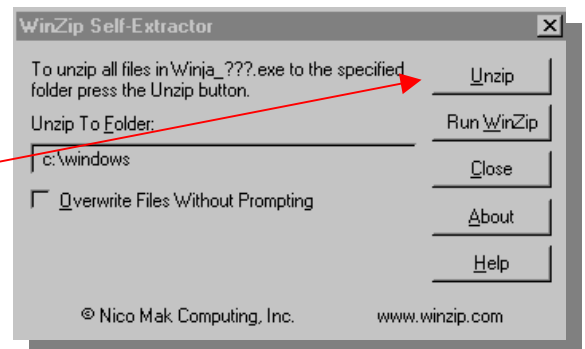 WinZip Self-Extractor
To unzip all files in Winja_???.exe to the specified
folder press the Unzip button.
Unzip To Folder:
c:\windows
Overwrite Files Without Prompting
Unzip
Run WinZip
Close
About
Help
© Nico Mak Computing, Inc.
www.winzip.com